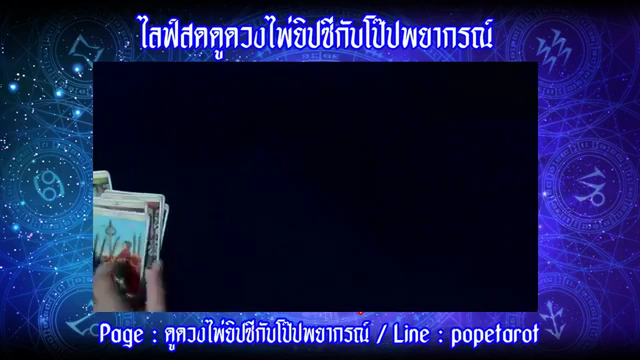 ไลฟ์สดดูดวงไพ่ยิปซีกับโป๊ปพยากรณ์
Page : ดูดวงไพ่ยิปซีกับโป๊ปพยากรณ์ / Line : popetarot